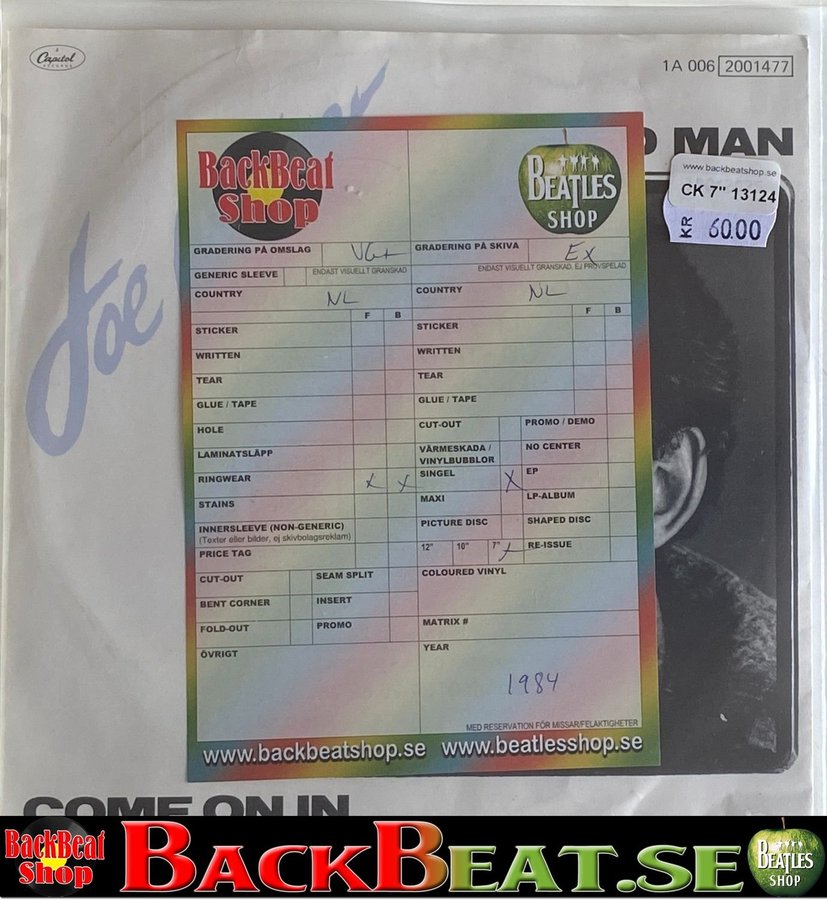 Capitol
RECORDS
1A 006 2001477
MAN
www.backbeatshop.se
CK 7" 13124
KR 60.00
Joe
BackBeat
Shop
BEATLES
SHOP
GRADERING PÅ OMSLAG VG+
GRADERING PÅ SKIVA EX
GENERIC SLEEVE
ENDAST VISUELLT GRANSKAD
ENDAST VISUELLT GRANSKAD, EJ PROVSPELAD
COUNTRY NL
COUNTRY NL
F B
F B
STICKER
STICKER
WRITTEN
WRITTEN
TEAR
TEAR
GLUE / TAPE
GLUE / TAPE
HOLE
CUT-OUT
PROMO / DEMO
LAMINATSLÄPP
VÄRMESKADA /
VINYLBUBBLOR
NO CENTER
RINGWEAR X X
SINGEL X
EP
STAINS
MAXI
LP-ALBUM
INNERSLEEVE (NON-GENERIC)
(Texter eller bilder, ej skivbolagsreklam)
PICTURE DISC
SHAPED DISC
PRICE TAG
12" 10" 7" X
RE-ISSUE
CUT-OUT
SEAM SPLIT
COLOURED VINYL
BENT CORNER
INSERT
FOLD-OUT
PROMO
MATRIX #
ÖVRIGT
YEAR
1984
MED RESERVATION FÖR MISSAR/FELAKTIGHETER
www.backbeatshop.se www.beatlesshop.se
COME ON IN
BackBeat
Shop
BACKBEAT.SE
BEATLES
SHOP